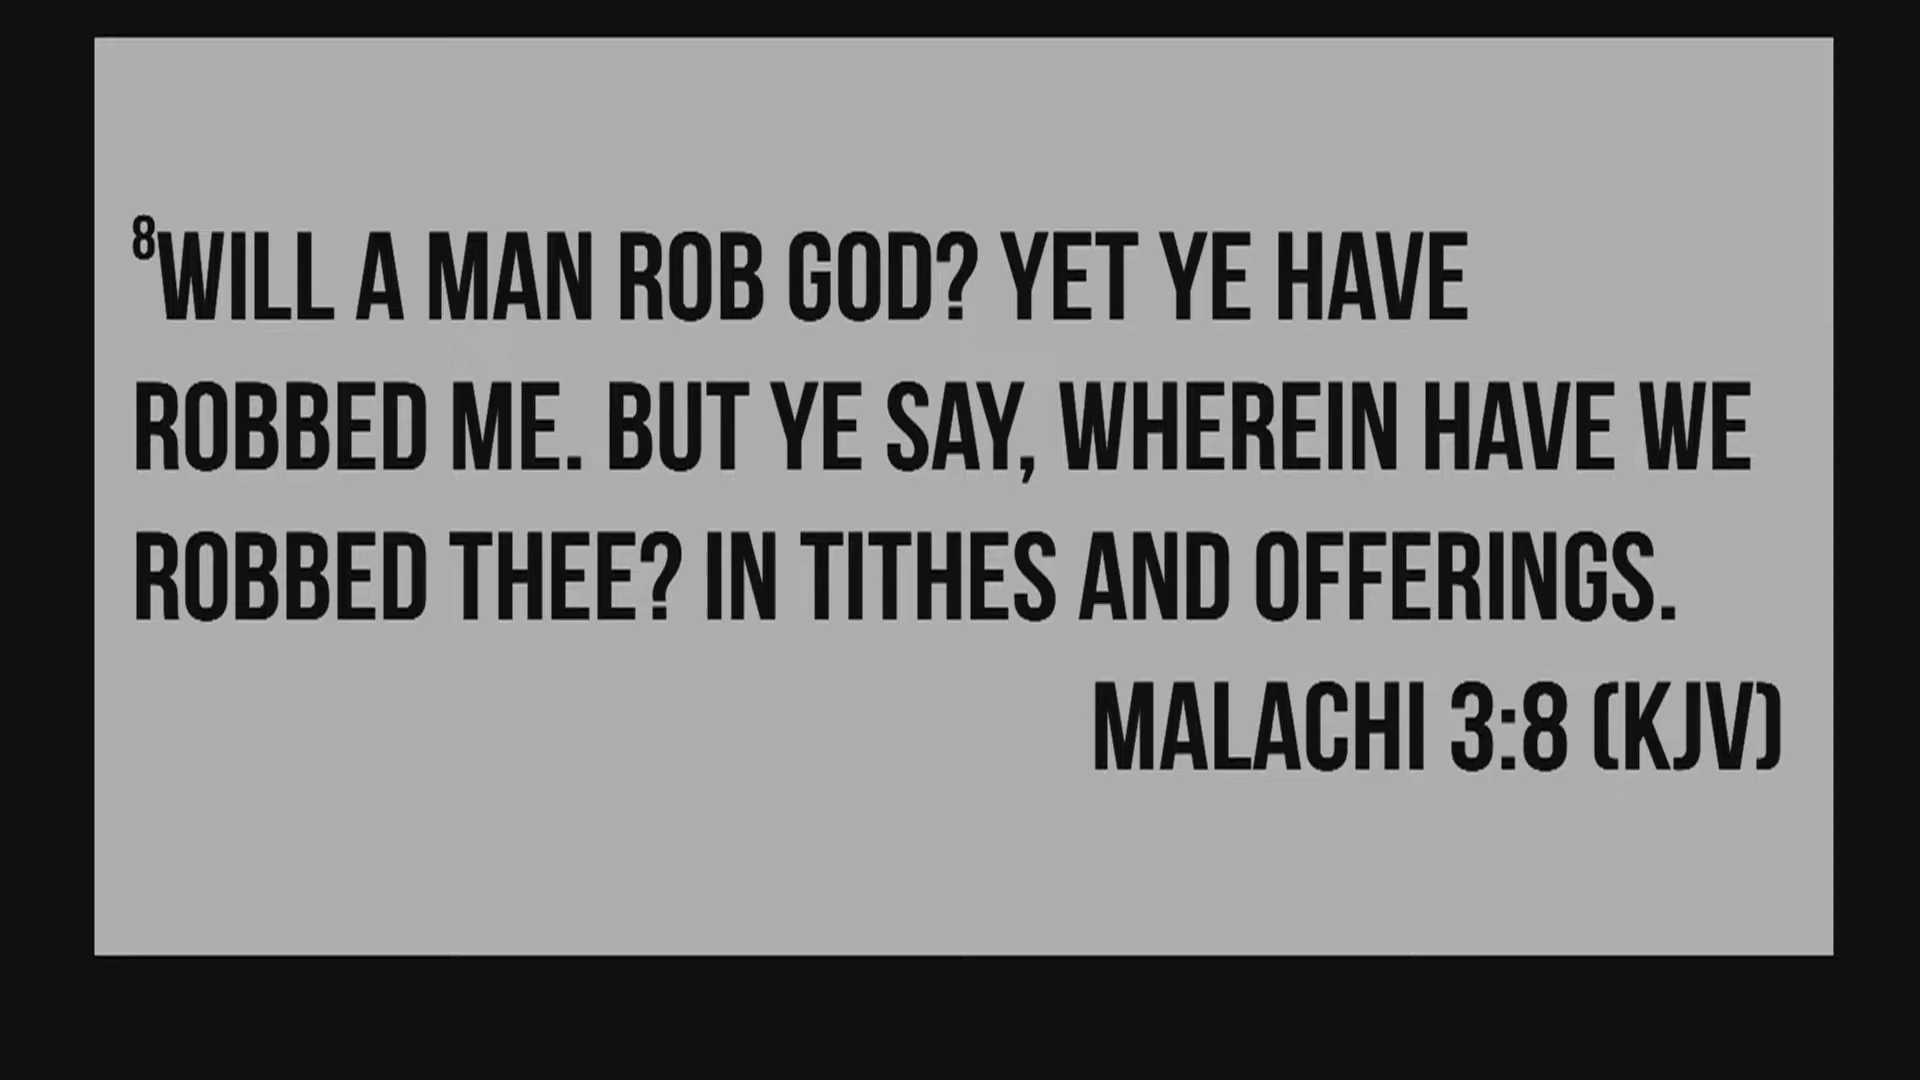 8WILL A MAN ROB GOD? YET YE HAVE
ROBBED ME. BUT YE SAY, WHEREIN HAVE WE
ROBBED THEE? IN TITHES AND OFFERINGS.
MALACHI 3:8 (KJV)